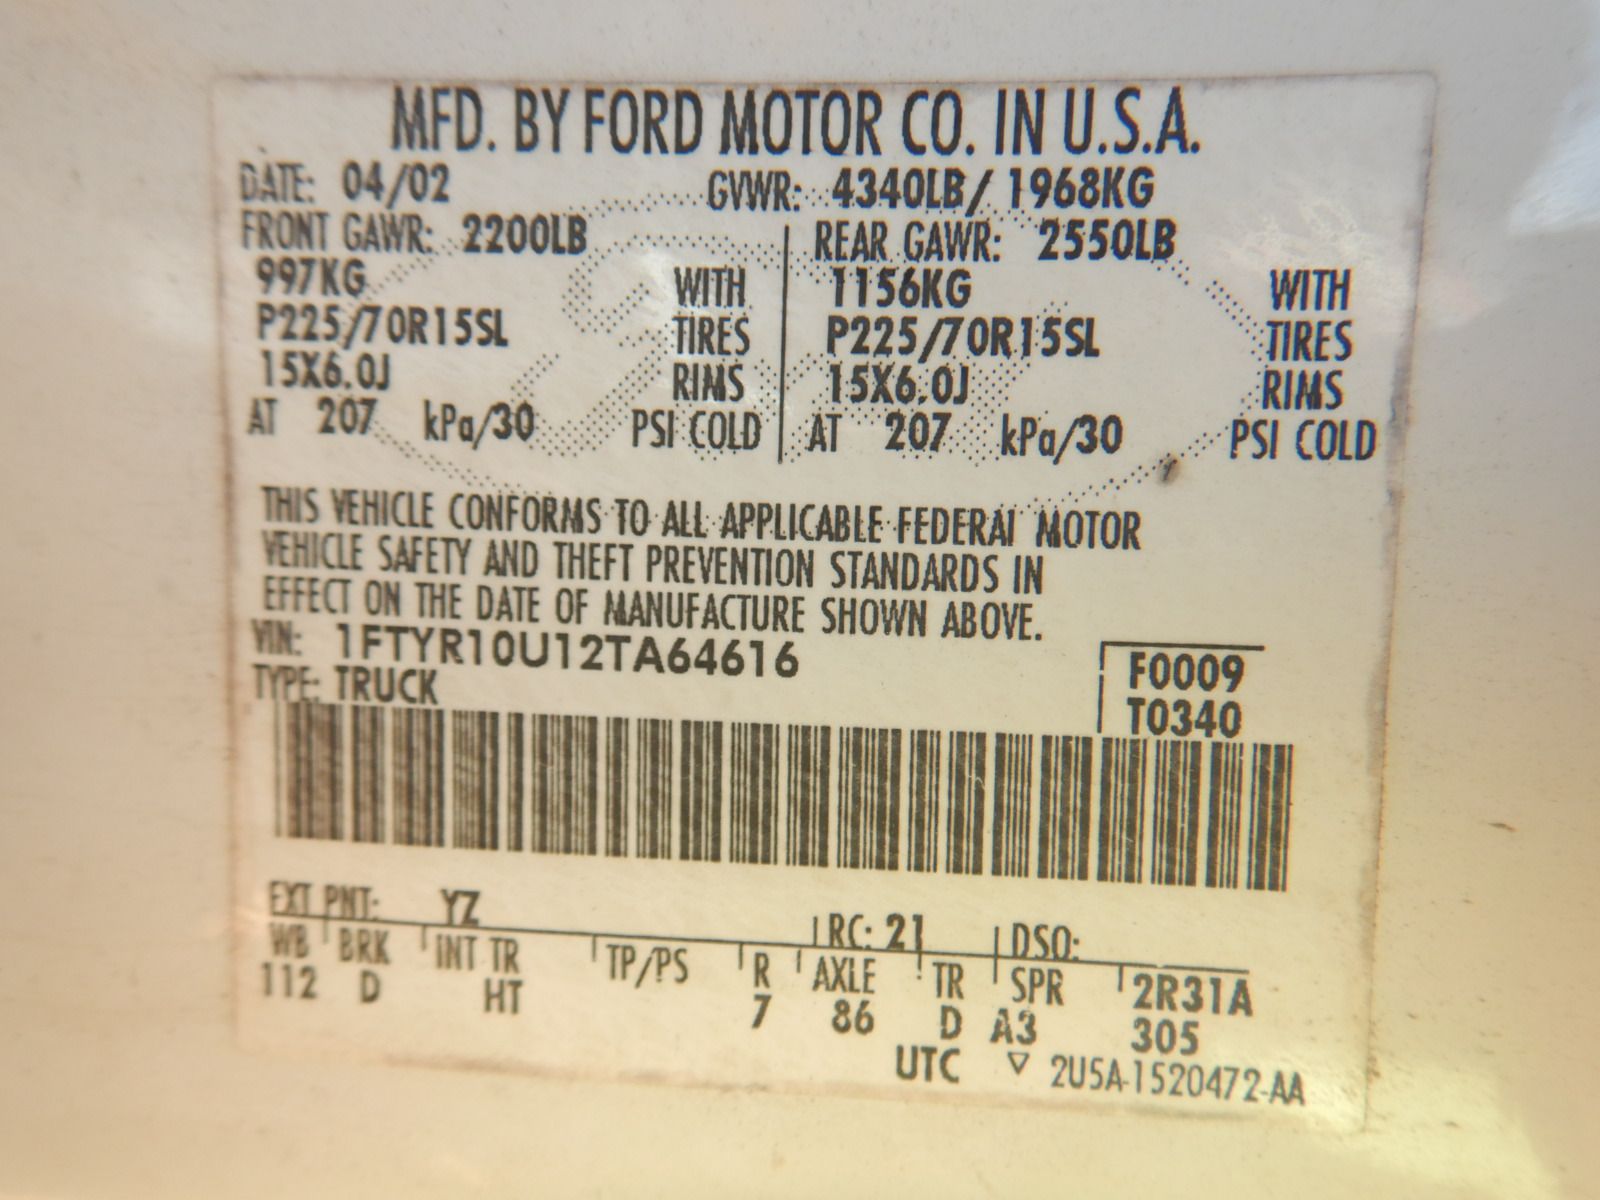 MFD. BY FORD MOTOR CO. IN U.S.A.
DATE: 04/02 GVWR: 4340LB/ 1968KG
FRONT GAWR: 2200LB REAR GAWR: 2550LB
997KG WITH 1156KG WITH
P225/70R15SL TIRES P225/70R15SL TIRES
15X6.0J RIMS 15X6.0J RIMS
AT 207 kPa/30 PSI COLD AT 207 kPa/30 PSI COLD
THIS VEHICLE CONFORMS TO ALL APPLICABLE FEDERAL MOTOR
VEHICLE SAFETY AND THEFT PREVENTION STANDARDS IN
EFFECT ON THE DATE OF MANUFACTURE SHOWN ABOVE.
VIN: 1FTYR10U12TA64616
TYPE: TRUCK
F0009
T0340
EXT PNT: YZ RC: 21 DSO:
WB BRK INT TR TP/PS R AXLE TR SPR 2R31A
112 D HT 7 86 D A3 305
UTC ▽ 2U5A-1520472-AA